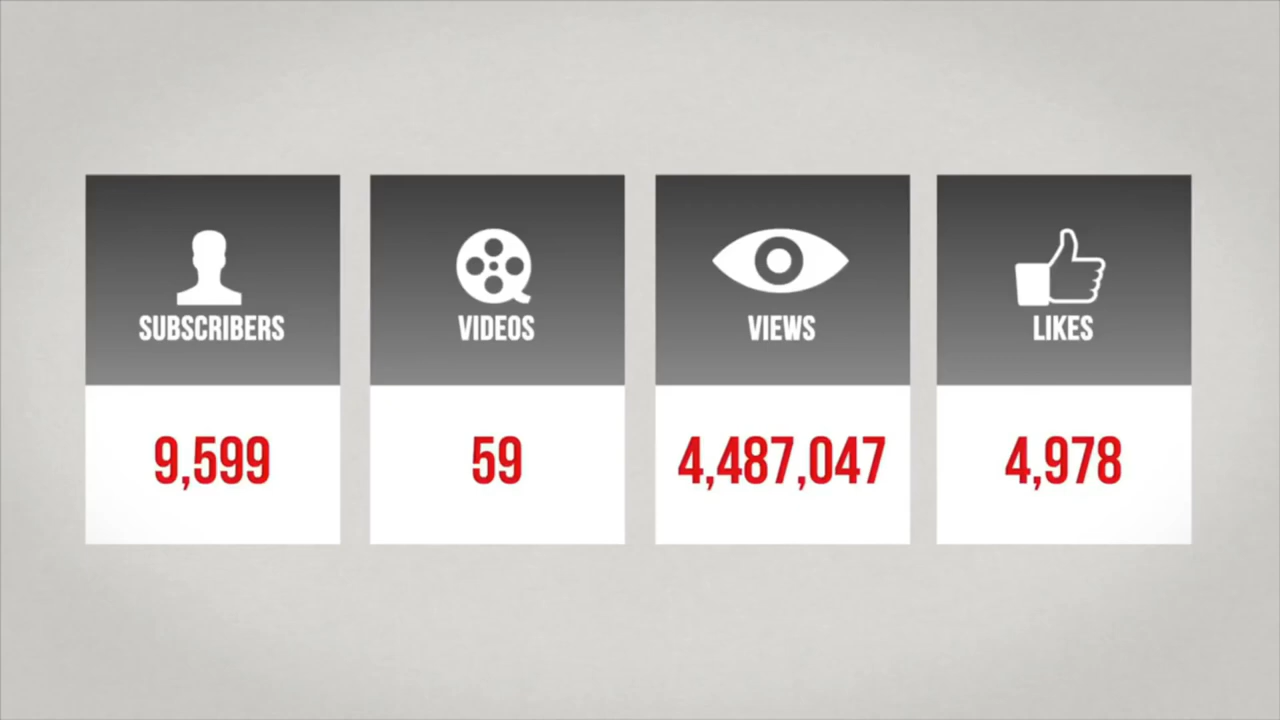 SUBSCRIBERS
VIDEOS
VIEWS
LIKES
9,599
59
4,487,047
4,978